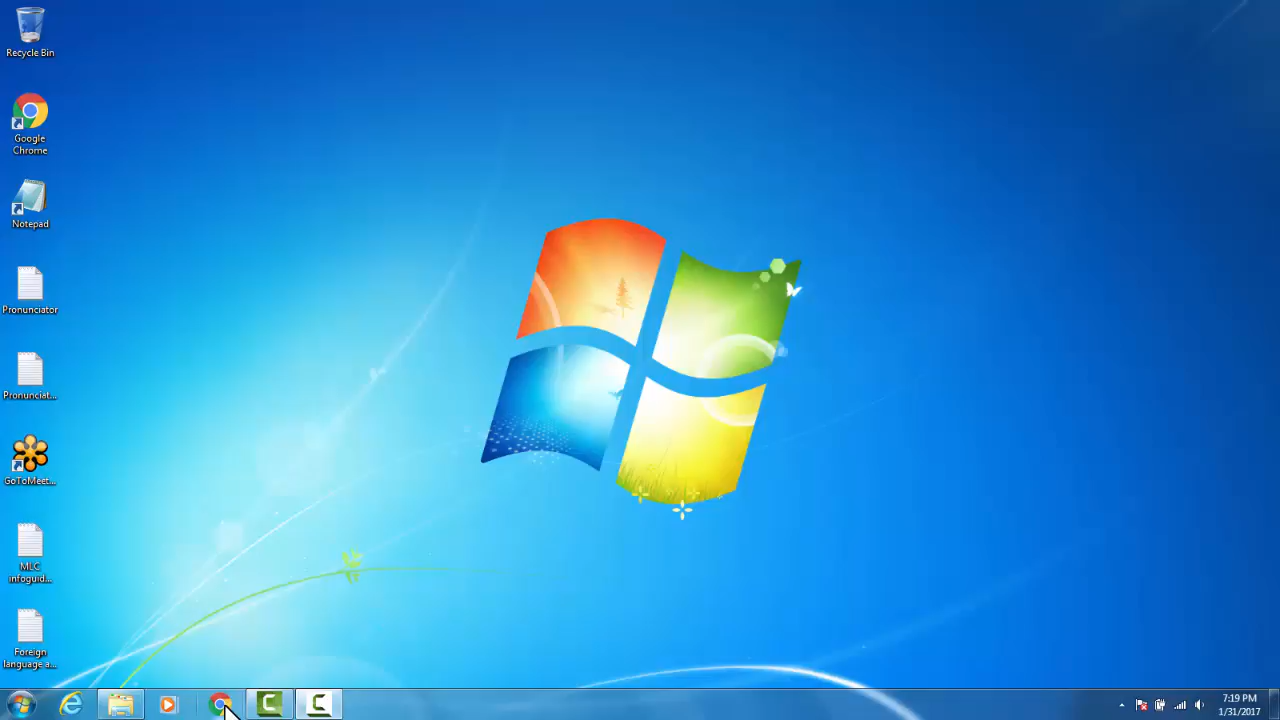 Recycle Bin
Google
Chrome
Notepad
Pronunciator
Pronunciat...
GoToMeet...
MLC
infoguid...
Foreign
language a...
7:19 PM
1/31/2017